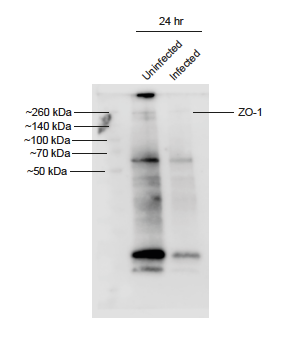 24 hr
Uninfected
Infected
~260 kDa
ZO-1
~140 kDa
~100 kDa
~70 kDa
~50 kDa